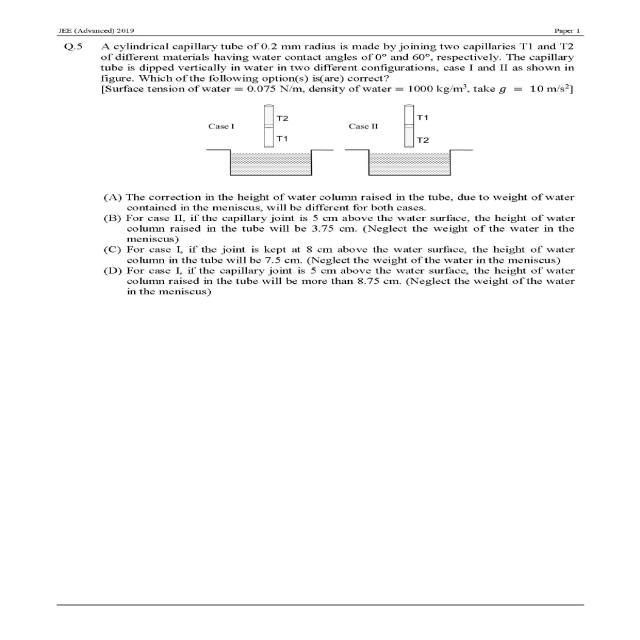 JEE (Advanced) 2019 Paper 1
Q.5 A cylindrical capillary tube of 0.2 mm radius is made by joining two capillaries T1 and T2
of different materials having water contact angles of 0° and 60°, respectively. The capillary
tube is dipped vertically in water in two different configurations, case I and II as shown in
figure. Which of the following option(s) is(are) correct?
[Surface tension of water = 0.075 N/m, density of water = 1000 kg/m³, take g = 10 m/s²]
T2 T1
Case I Case II
T1 T2
(A) The correction in the height of water column raised in the tube, due to weight of water
contained in the meniscus, will be different for both cases.
(B) For case II, if the capillary joint is 5 cm above the water surface, the height of water
column raised in the tube will be 3.75 cm. (Neglect the weight of the water in the
meniscus)
(C) For case I, if the joint is kept at 8 cm above the water surface, the height of water
column in the tube will be 7.5 cm. (Neglect the weight of the water in the meniscus)
(D) For case I, if the capillary joint is 5 cm above the water surface, the height of water
column raised in the tube will be more than 8.75 cm. (Neglect the weight of the water
in the meniscus)